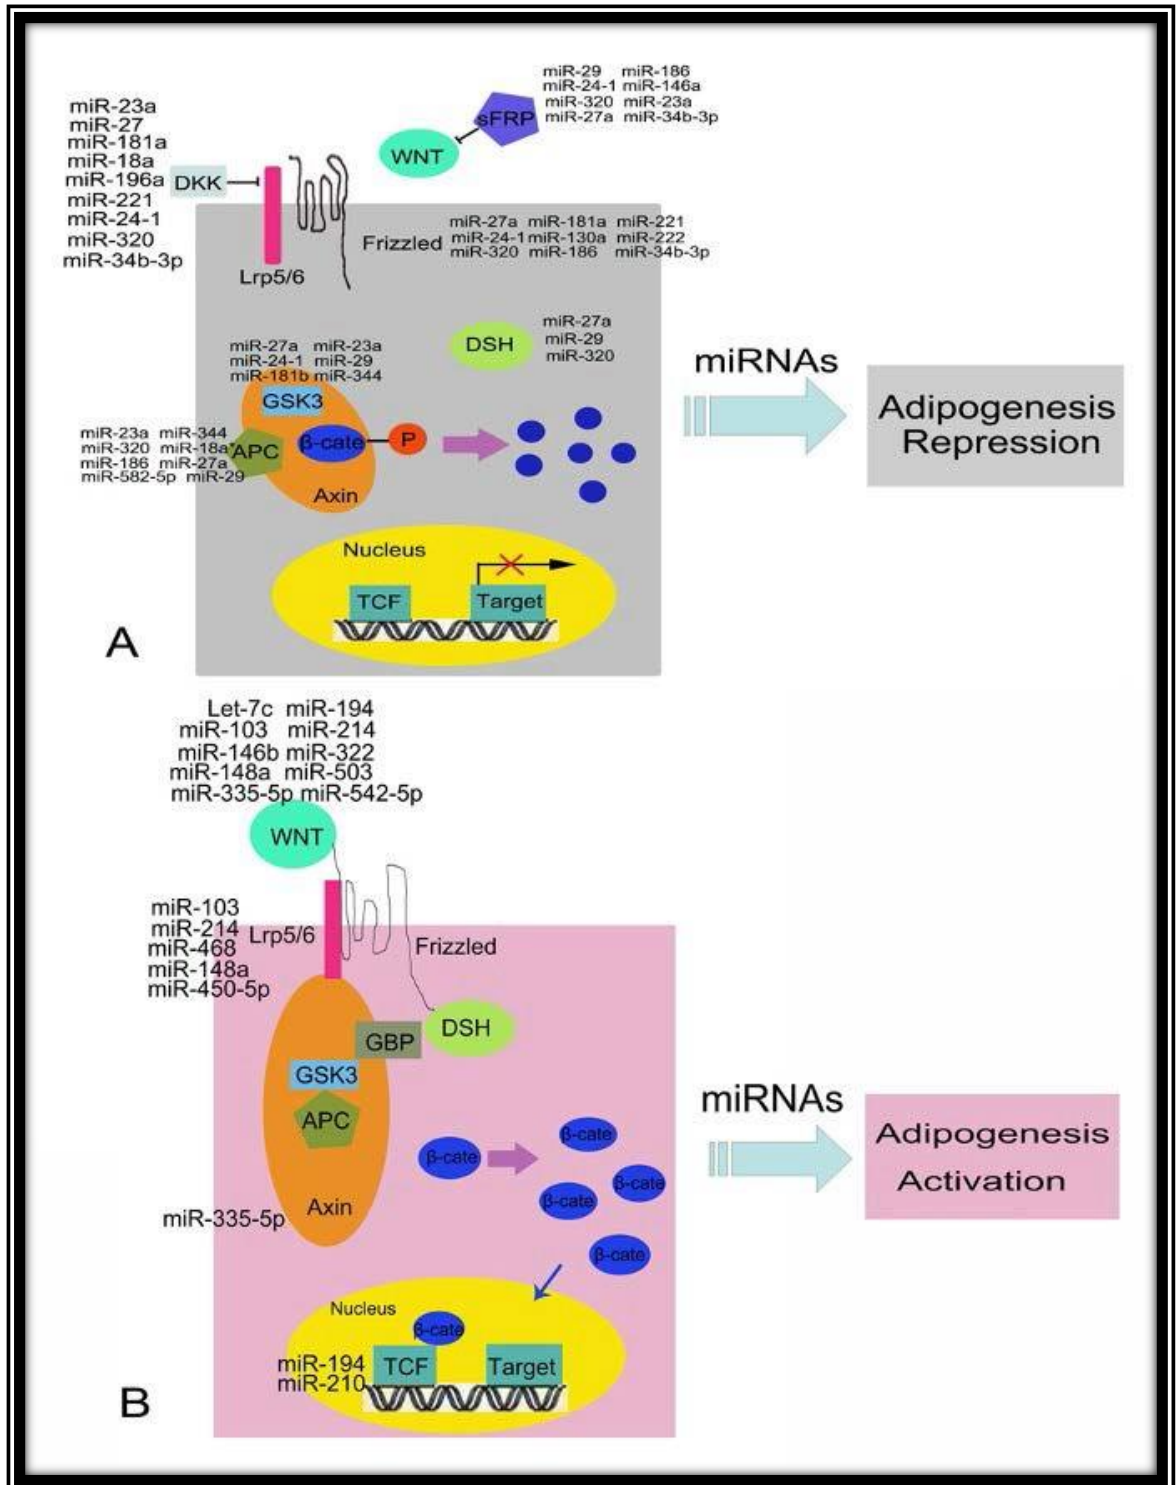 miR-29 miR-186
miR-24-1 miR-146a
miR-320 miR-23a
miR-27a miR-34b-3p
sFRP
WNT
miR-23a
miR-27
miR-181a
miR-18a
miR-196a
miR-221
miR-24-1
miR-320
miR-34b-3p
DKK
Lrp5/6
Frizzled
miR-27a miR-181a miR-221
miR-24-1 miR-130a miR-222
miR-320 miR-186 miR-34b-3p
DSH
miR-27a
miR-29
miR-320
miR-27a miR-23a
miR-24-1 miR-29
miR-181b miR-344
GSK3
miR-23a miR-344
miR-320 miR-18a*
miR-186 miR-27a
miR-582-5p miR-29
APC
β-cate
P
Axin
Nucleus
TCF
Target
A
miRNAs
Adipogenesis
Repression
Let-7c miR-194
miR-103 miR-214
miR-146b miR-322
miR-148a miR-503
miR-335-5p miR-542-5p
WNT
miR-103
miR-214
miR-468
miR-148a
miR-450-5p
Lrp5/6
Frizzled
DSH
GBP
GSK3
APC
Axin
miR-335-5p
β-cate
β-cate
β-cate
β-cate
β-cate
Nucleus
β-cate
miR-194
miR-210
TCF
Target
B
miRNAs
Adipogenesis
Activation